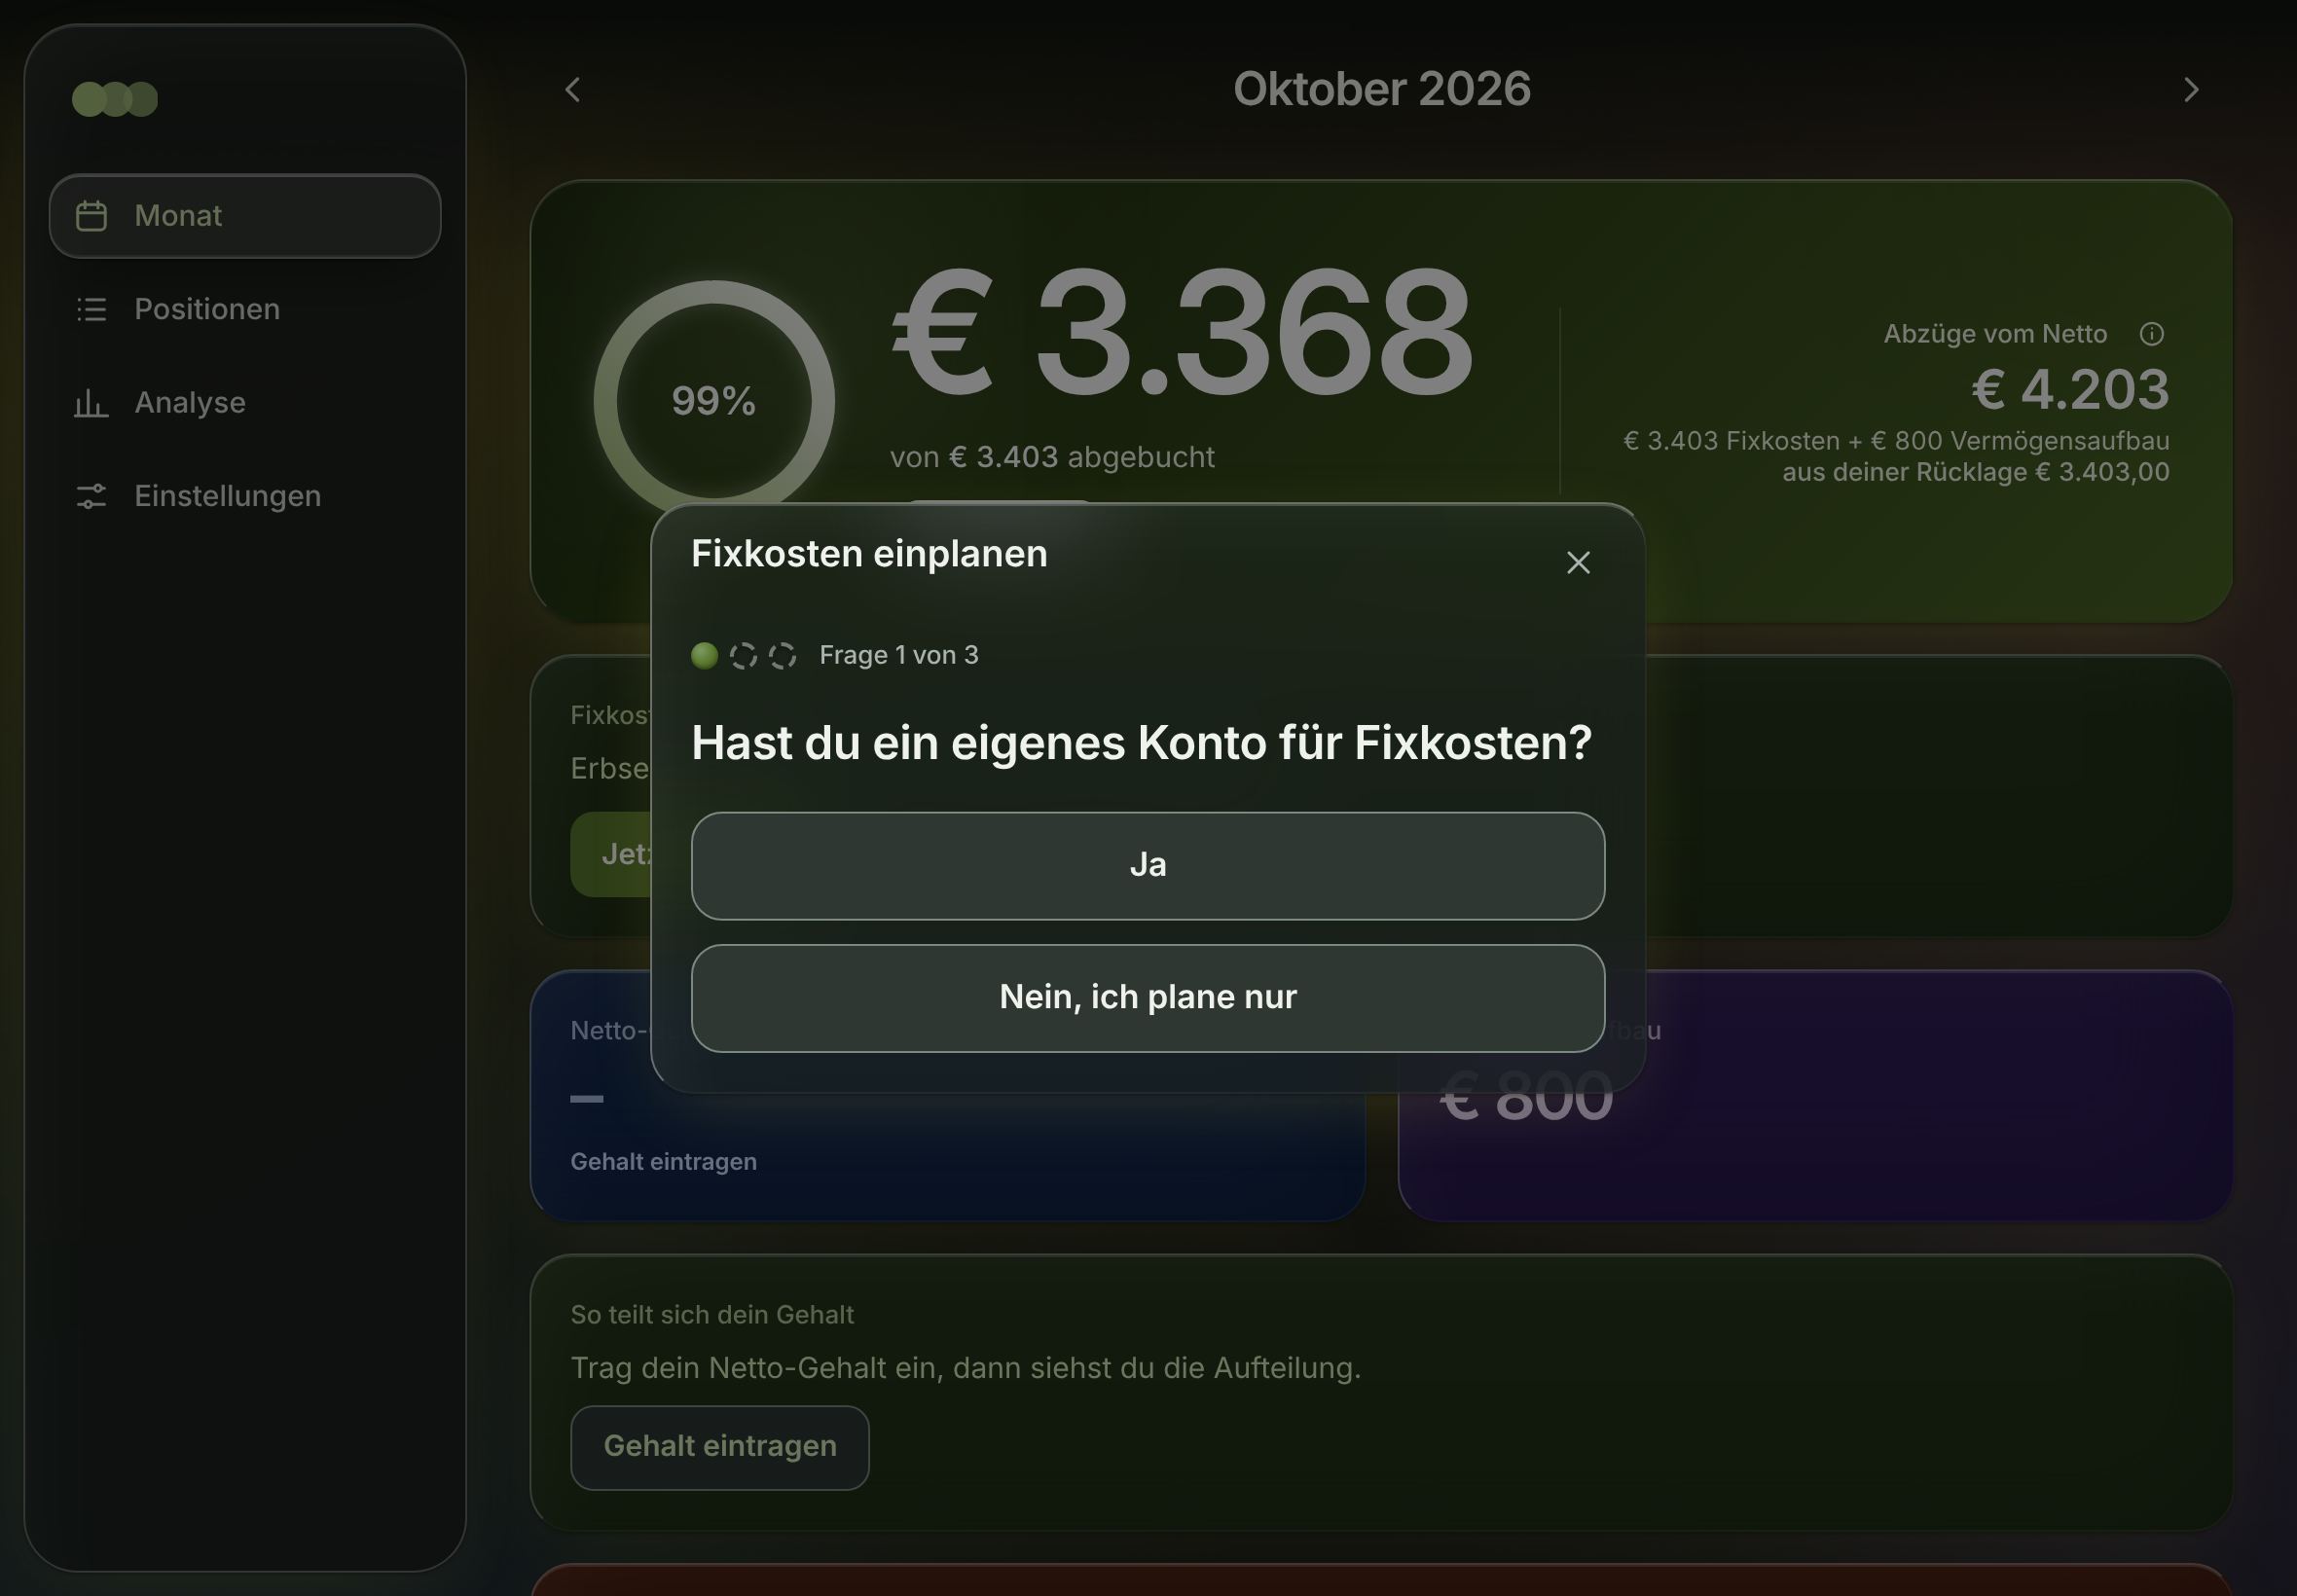 Oktober 2026
Monat
Positionen
Analyse
Einstellungen
99%
€ 3.368
von € 3.403 abgebucht
Abzüge vom Netto
€ 4.203
€ 3.403 Fixkosten + € 800 Vermögensaufbau
aus deiner Rücklage € 3.403,00
Fixkosten einplanen
Frage 1 von 3
Hast du ein eigenes Konto für Fixkosten?
Ja
Nein, ich plane nur
Netto-
–
Gehalt eintragen
€ 800
So teilt sich dein Gehalt
Trag dein Netto-Gehalt ein, dann siehst du die Aufteilung.
Gehalt eintragen